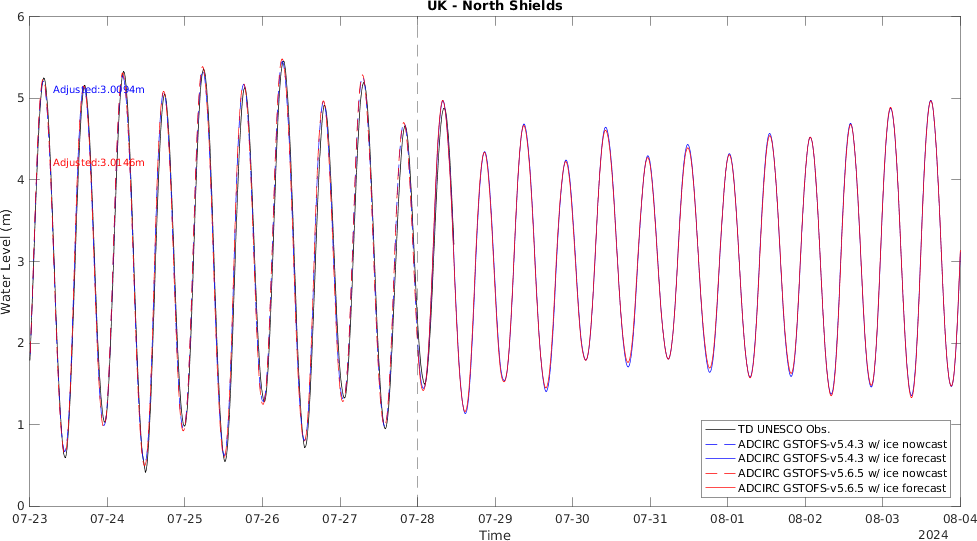 UK - North Shields
6
5
4
3
2
1
0
Water Level (m)
Adjusted:3.0094m
Adjusted:3.0146m
TD UNESCO Obs.
ADCIRC GSTOFS-v5.4.3 w/ ice nowcast
ADCIRC GSTOFS-v5.4.3 w/ ice forecast
ADCIRC GSTOFS-v5.6.5 w/ ice nowcast
ADCIRC GSTOFS-v5.6.5 w/ ice forecast
07-23 07-24 07-25 07-26 07-27 07-28 07-29 07-30 07-31 08-01 08-02 08-03 08-04
Time
2024